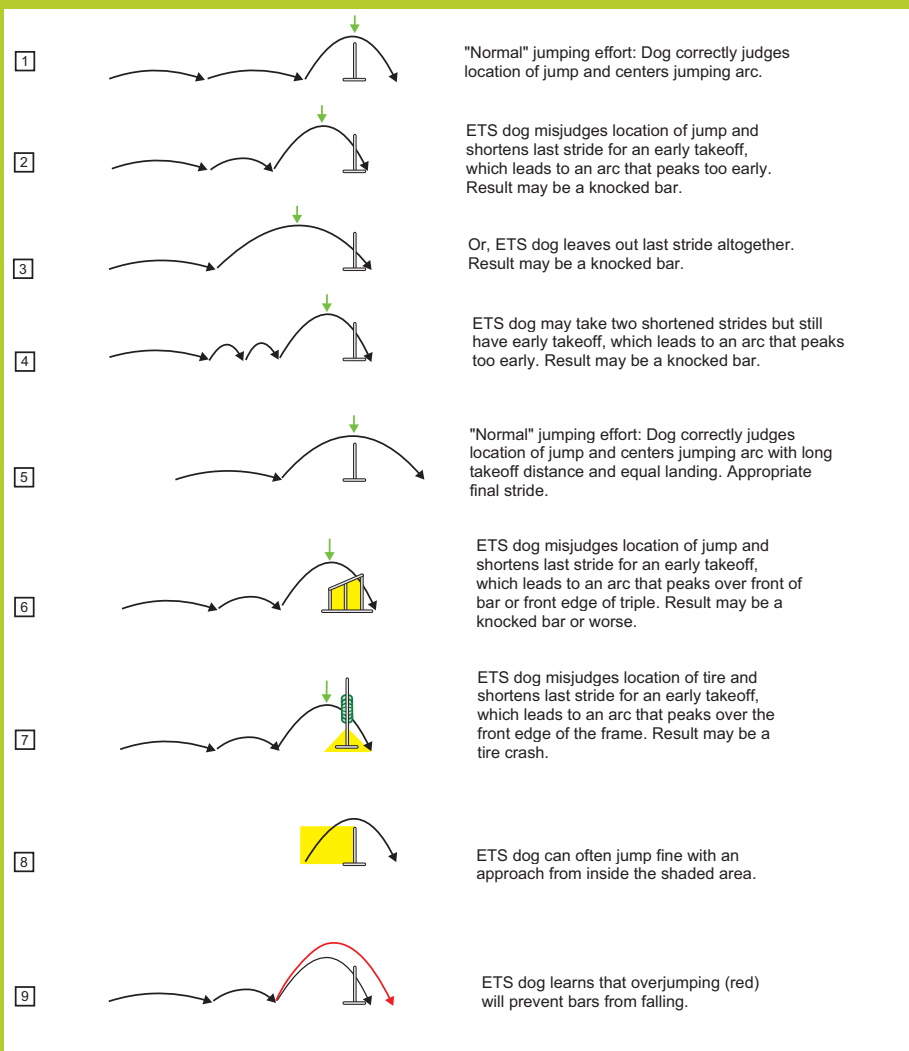 1
"Normal" jumping effort: Dog correctly judges
location of jump and centers jumping arc.
2
ETS dog misjudges location of jump and
shortens last stride for an early takeoff,
which leads to an arc that peaks too early.
Result may be a knocked bar.
3
Or, ETS dog leaves out last stride altogether.
Result may be a knocked bar.
4
ETS dog may take two shortened strides but still
have early takeoff, which leads to an arc that peaks
too early. Result may be a knocked bar.
5
"Normal" jumping effort: Dog correctly judges
location of jump and centers jumping arc with long
takeoff distance and equal landing. Appropriate
final stride.
6
ETS dog misjudges location of jump and
shortens last stride for an early takeoff,
which leads to an arc that peaks over front of
bar or front edge of triple. Result may be a
knocked bar or worse.
7
ETS dog misjudges location of tire and
shortens last stride for an early takeoff,
which leads to an arc that peaks over the
front edge of the frame. Result may be a
tire crash.
8
ETS dog can often jump fine with an
approach from inside the shaded area.
9
ETS dog learns that overjumping (red)
will prevent bars from falling.